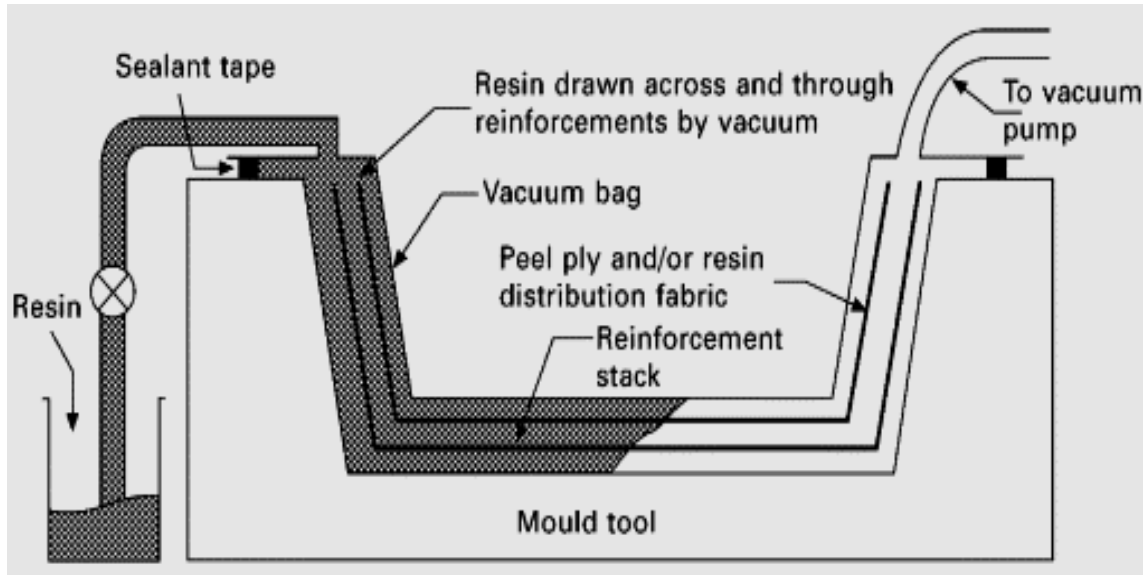 Sealant tape
Resin drawn across and through
reinforcements by vacuum
To vacuum
pump
Vacuum bag
Peel ply and/or resin
distribution fabric
Resin
Reinforcement
stack
Mould tool